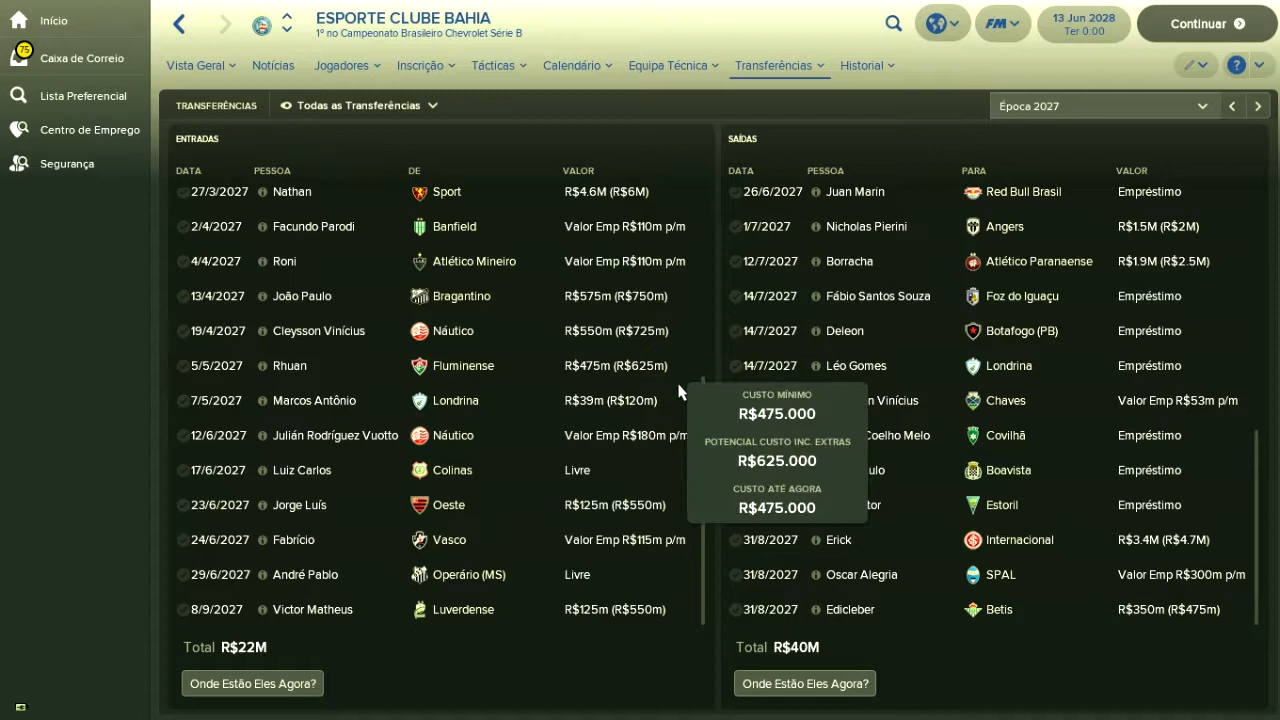 Início
75
Caixa de Correio
Lista Preferencial
Centro de Emprego
Segurança
ESPORTE CLUBE BAHIA
1º no Campeonato Brasileiro Chevrolet Série B
FM
13 Jun 2028
Ter 0:00
Continuar
Vista Geral
Notícias
Jogadores
Inscrição
Tácticas
Calendário
Equipa Técnica
Transferências
Historial
?
TRANSFERÊNCIAS
Todas as Transferências
Época 2027
ENTRADAS
DATA PESSOA DE VALOR
27/3/2027 Nathan Sport R$4.6M (R$6M)
2/4/2027 Facundo Parodi Banfield Valor Emp R$110m p/m
4/4/2027 Roni Atlético Mineiro Valor Emp R$110m p/m
13/4/2027 João Paulo Bragantino R$575m (R$750m)
19/4/2027 Cleysson Vinícius Náutico R$550m (R$725m)
5/5/2027 Rhuan Fluminense R$475m (R$625m)
7/5/2027 Marcos Antônio Londrina R$39m (R$120m)
12/6/2027 Julián Rodríguez Vuotto Náutico Valor Emp R$180m p/m
17/6/2027 Luiz Carlos Colinas Livre
23/6/2027 Jorge Luís Oeste R$125m (R$550m)
24/6/2027 Fabrício Vasco Valor Emp R$115m p/m
29/6/2027 André Pablo Operário (MS) Livre
8/9/2027 Victor Matheus Luverdense R$125m (R$550m)
Total R$22M
Onde Estão Eles Agora?
SAÍDAS
DATA PESSOA PARA VALOR
26/6/2027 Juan Marin Red Bull Brasil Empréstimo
1/7/2027 Nicholas Pierini Angers R$1.5M (R$2M)
12/7/2027 Borracha Atlético Paranaense R$1.9M (R$2.5M)
14/7/2027 Fábio Santos Souza Foz do Iguaçu Empréstimo
14/7/2027 Deleon Botafogo (PB) Empréstimo
14/7/2027 Léo Gomes Londrina Empréstimo
Vinícius Chaves Valor Emp R$53m p/m
Coelho Melo Covilhã Empréstimo
Boavista Empréstimo
Estoril Empréstimo
31/8/2027 Erick Internacional R$3.4M (R$4.7M)
31/8/2027 Oscar Alegria SPAL Valor Emp R$300m p/m
31/8/2027 Edicleber Betis R$350m (R$475m)
Total R$40M
Onde Estão Eles Agora?
CUSTO MÍNIMO
R$475.000
POTENCIAL CUSTO INC. EXTRAS
R$625.000
CUSTO ATÉ AGORA
R$475.000